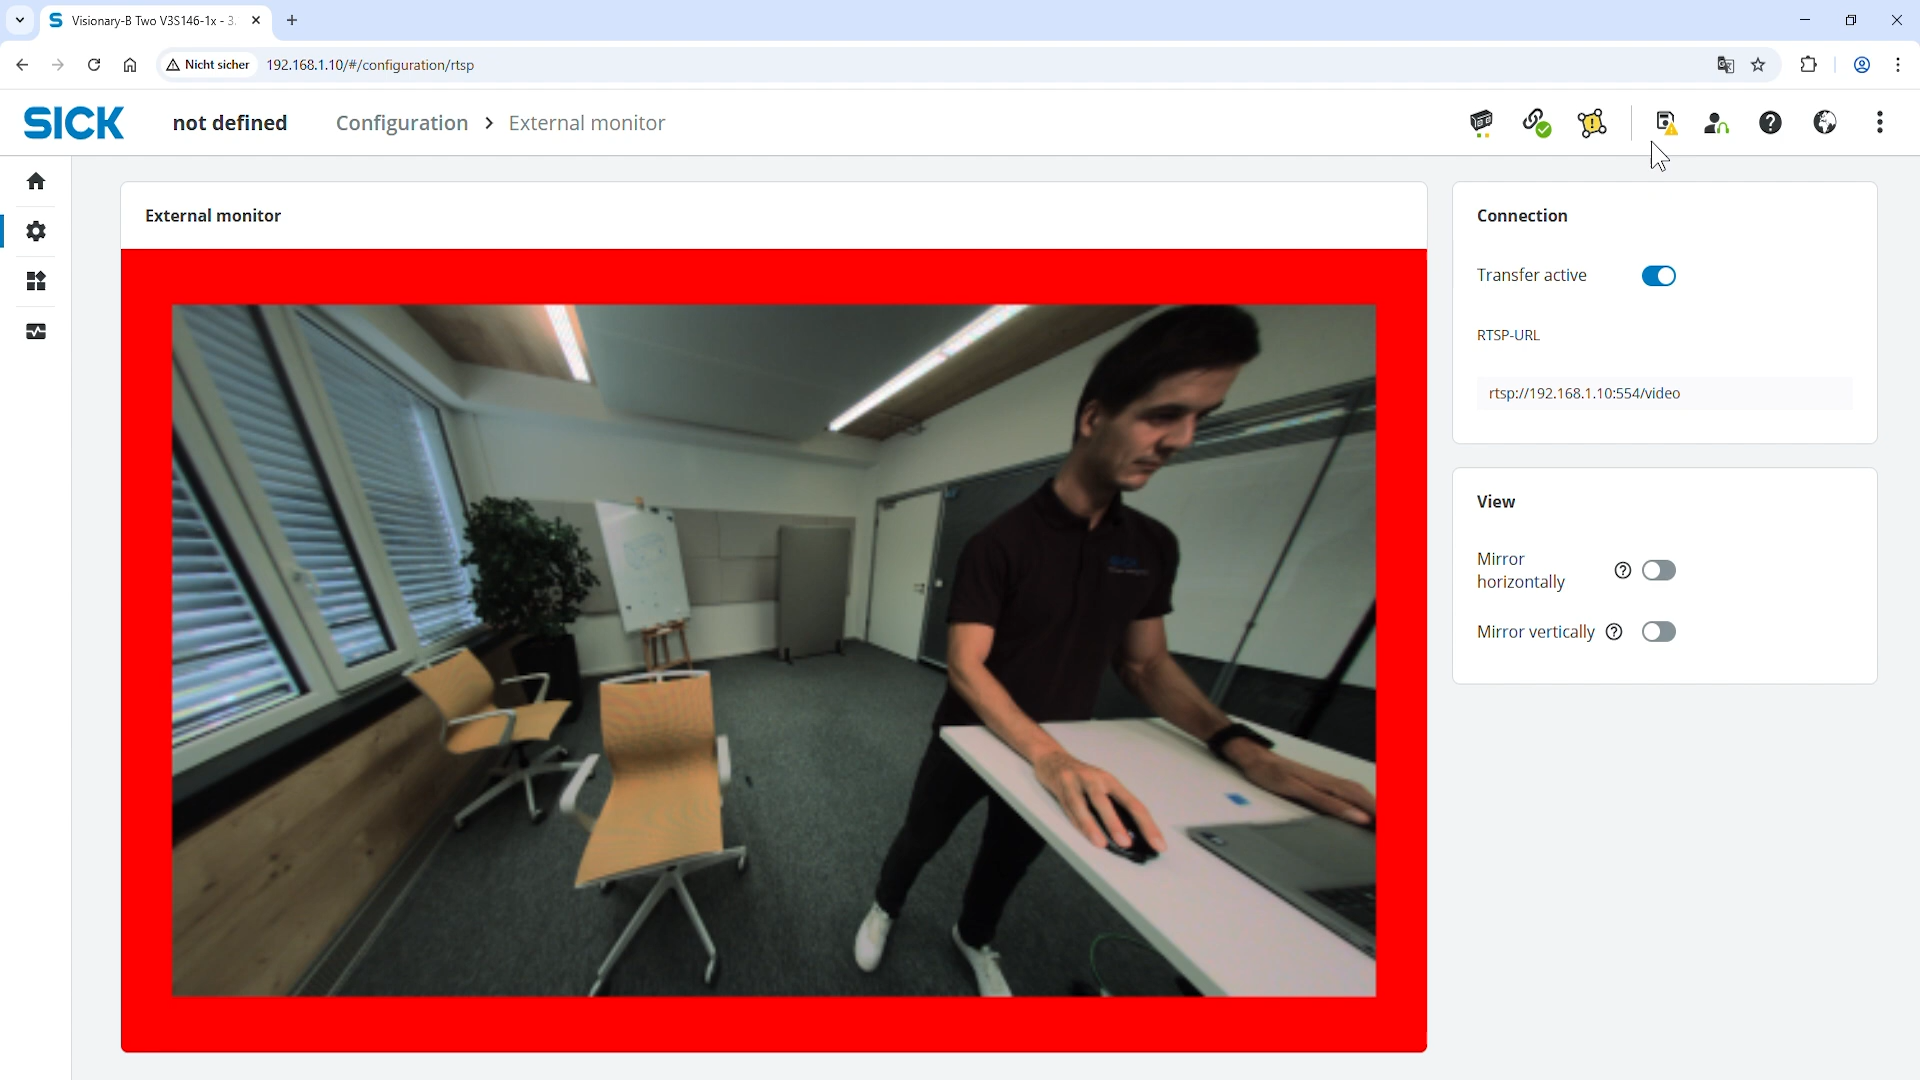 Visionary-B Two V3S146-1x - 3.
Nicht sicher
192.168.1.10/#/configuration/rtsp
SICK
not defined
Configuration > External monitor
External monitor
Connection
Transfer active
RTSP-URL
rtsp://192.168.1.10:554/video
View
Mirror
horizontally
Mirror vertically